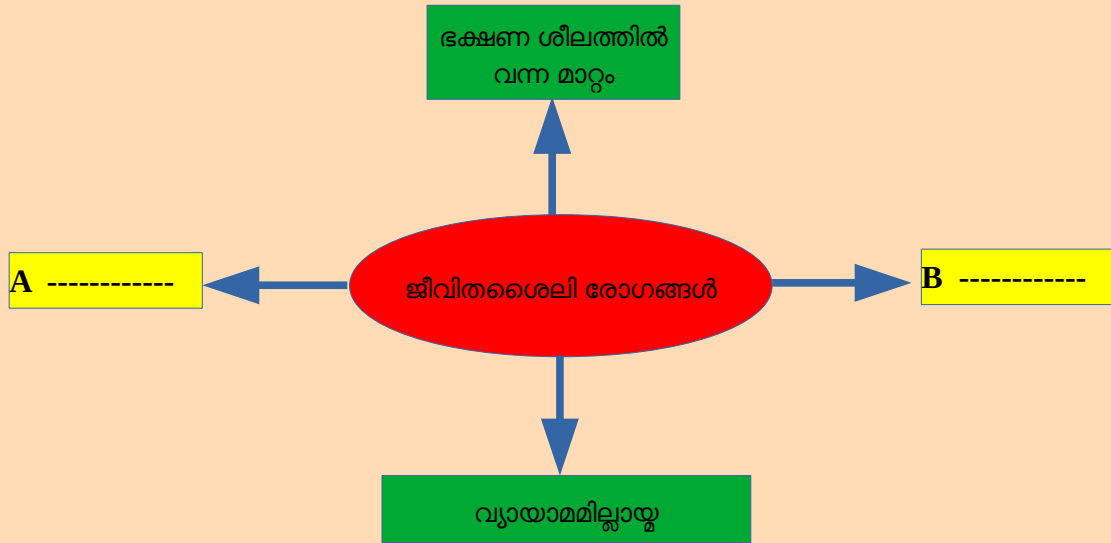 ഭക്ഷണ ശീലത്തിൽ
വന്ന മാറ്റം
A ------------
ജീവിതശൈലി രോഗങ്ങൾ
B ------------
വ്യായാമമില്ലായ്മ